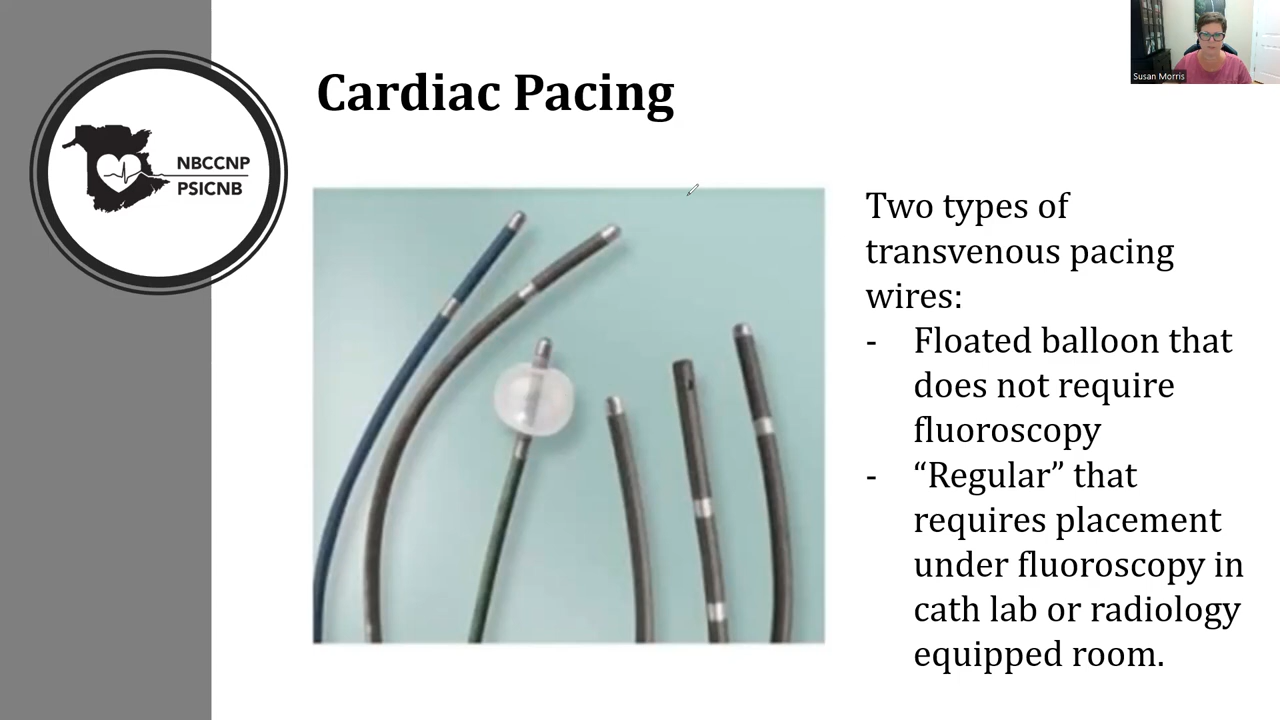 Cardiac Pacing
Susan Morris
NBCCNP
PSICNB
Two types of
transvenous pacing
wires:
- Floated balloon that
does not require
fluoroscopy
- “Regular” that
requires placement
under fluoroscopy in
cath lab or radiology
equipped room.